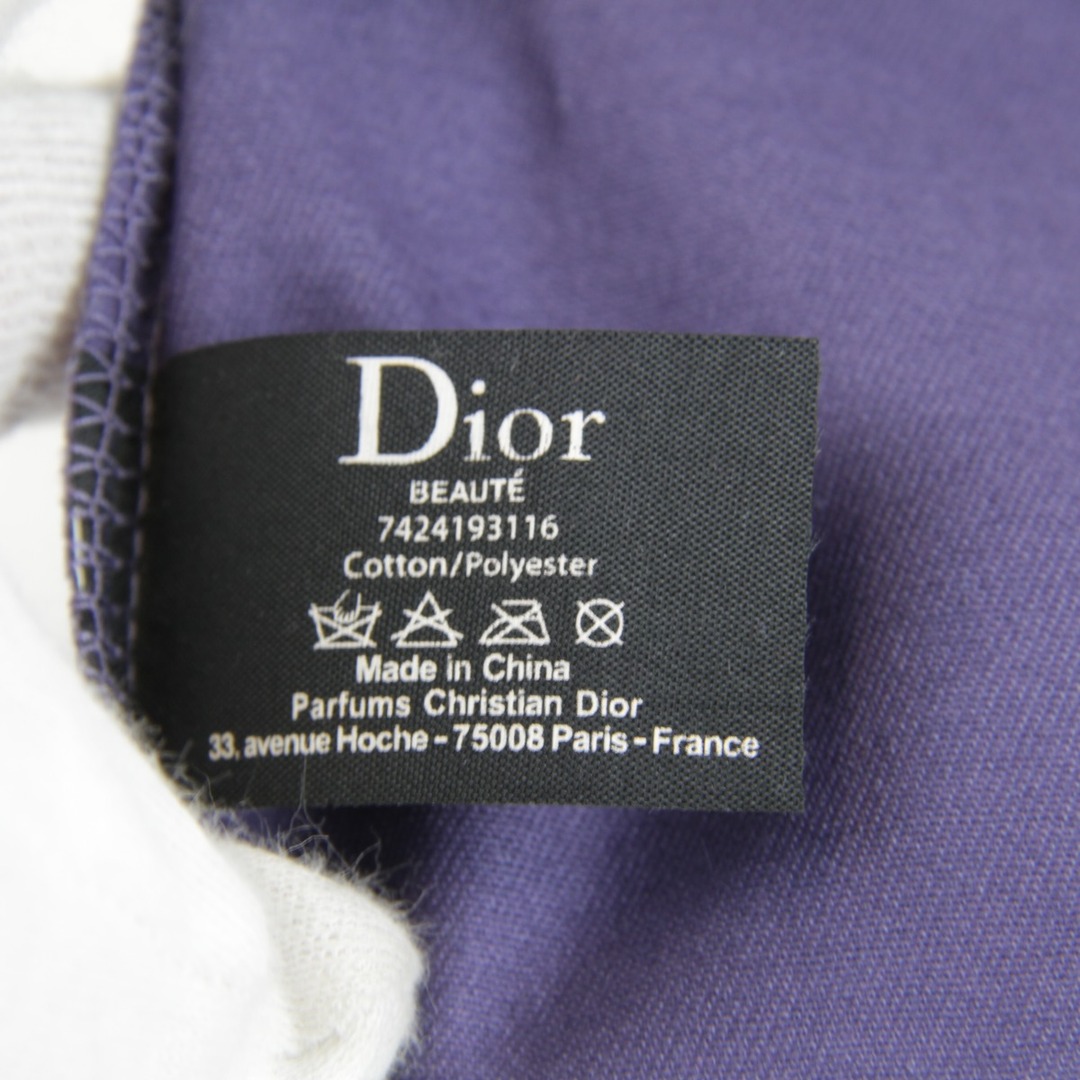 Dior
BEAUTÉ
7424193116
Cotton/Polyester
Made in China
Parfums Christian Dior
33, avenue Hoche - 75008 Paris - France